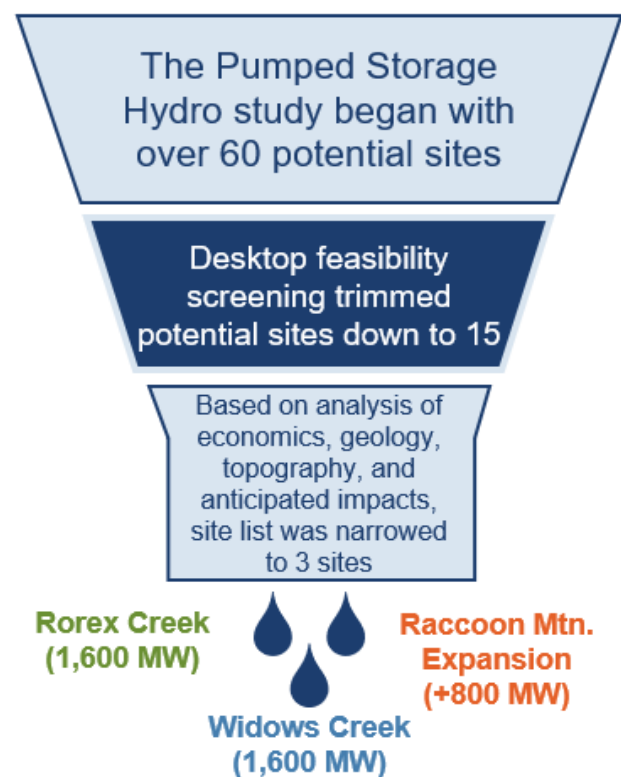 The Pumped Storage
Hydro study began with
over 60 potential sites
Desktop feasibility
screening trimmed
potential sites down to 15
Based on analysis of
economics, geology,
topography, and
anticipated impacts,
site list was narrowed
to 3 sites
Rorex Creek
(1,600 MW)
Raccoon Mtn.
Expansion
(+800 MW)
Widows Creek
(1,600 MW)